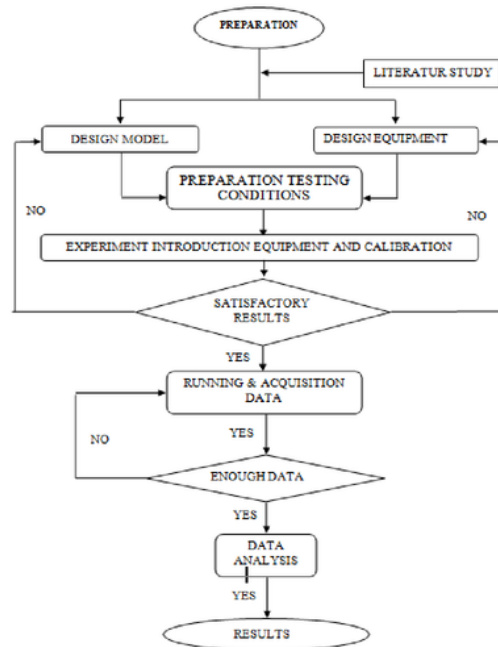 PREPARATION
LITERATUR STUDY
DESIGN MODEL
DESIGN EQUIPMENT
PREPARATION TESTING
CONDITIONS
NO
NO
EXPERIMENT INTRODUCTION EQUIPMENT AND CALIBRATION
SATISFACTORY
RESULTS
YES
RUNNING & ACQUISITION
DATA
NO
YES
ENOUGH DATA
YES
DATA
ANALYSIS
YES
RESULTS